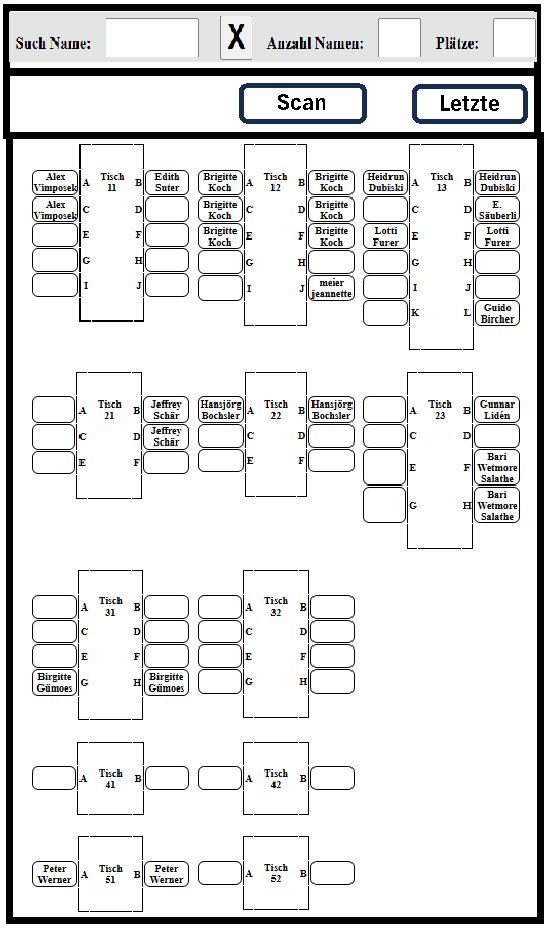 Such Name: X Anzahl Namen: Plätze:
Scan Letzte
Alex Vimposek A Tisch 11 B Edith Suter
Brigitte Koch A Tisch 12 B Brigitte Koch
Heidrun Dubiski A Tisch 13 B Heidrun Dubiski
Alex Vimposek C D
Brigitte Koch C D Brigitte Koch
C D E. Säuberli
E F
Brigitte Koch E F Brigitte Koch
Lotti Furer E F Lotti Furer
G H
G H
G H
I J
I J meier jeannette
I J
K L Guido Bircher
A Tisch 21 B Jeffrey Schär
Hansjörg Bochsler A Tisch 22 B Hansjörg Bochsler
A Tisch 23 B Gunnar Lidén
C D Jeffrey Schär
C D
C D
E F
E F
E F Bari Wetmore Salathe
G H Bari Wetmore Salathe
A Tisch 31 B
A Tisch 32 B
C D
C D
E F
E F
Birgitte Gümoes G H Birgitte Gümoes
G H
A Tisch 41 B
A Tisch 42 B
Peter Werner A Tisch 51 B Peter Werner
A Tisch 52 B